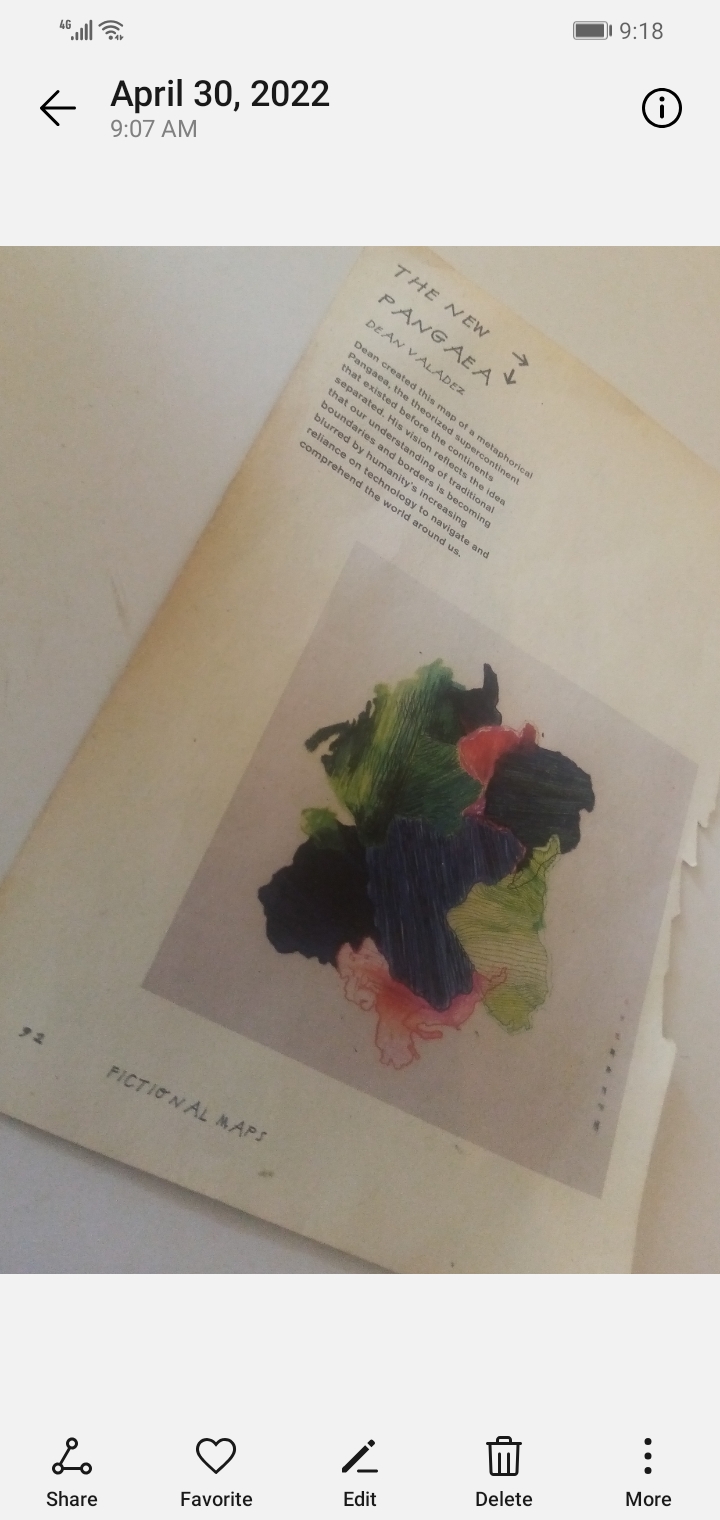 4G
9:18
April 30, 2022
9:07 AM
THE NEW
PANGAEA
DEAN VALADEZ
Dean created this map of a metaphorical
Pangaea, the theorized supercontinent
that existed before the continents
separated. His vision reflects the idea
that our understanding of traditional
boundaries and borders is becoming
blurred by humanity's increasing
reliance on technology to navigate and
comprehend the world around us.
92
FICTIONAL MAPS
Share
Favorite
Edit
Delete
More